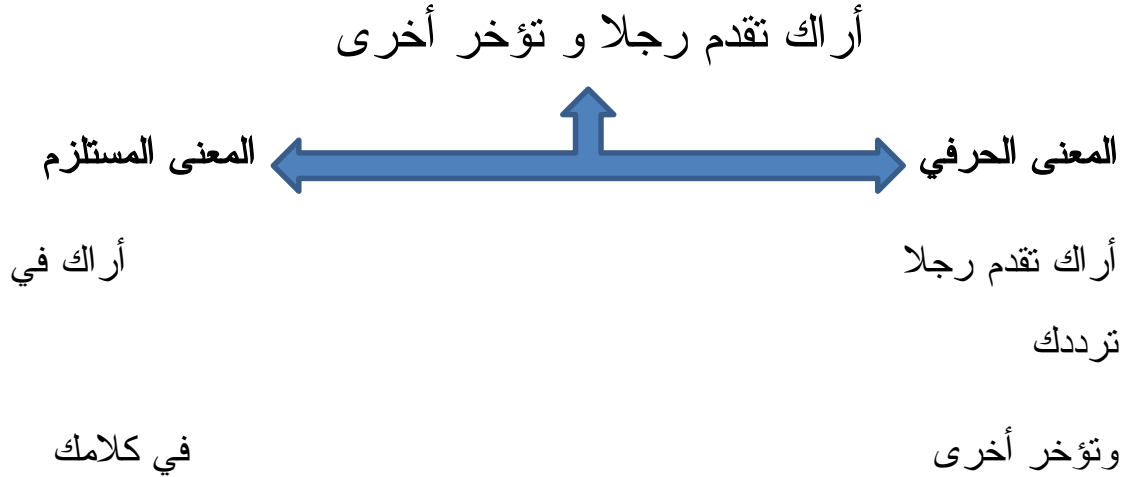 أراك تقدم رجلا و تؤخر أخرى
المعنى الحرفي المعنى المستلزم
أراك تقدم رجلا أراك في
ترددك
وتؤخر أخرى في كلامك